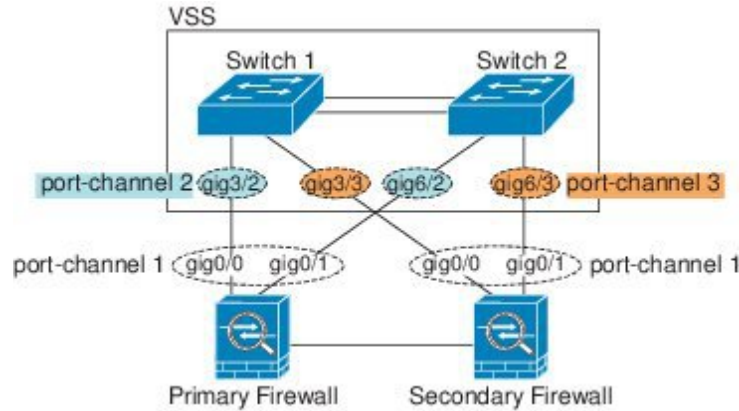 VSS
Switch 1
Switch 2
port-channel 2
gig3/2
gig3/3
gig6/2
gig6/3
port-channel 3
port-channel 1
gig0/0
gig0/1
gig0/0
gig0/1
port-channel 1
Primary Firewall
Secondary Firewall